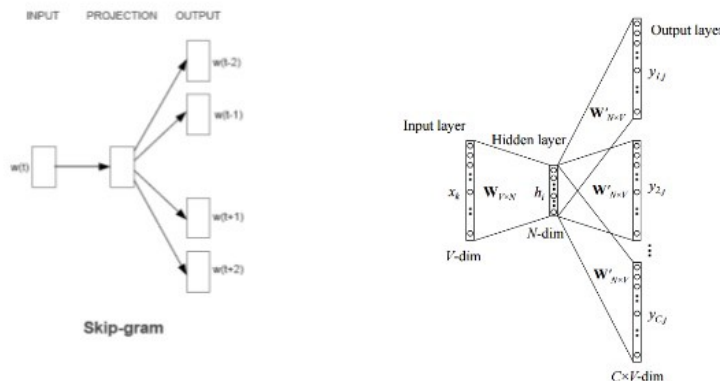 INPUT PROJECTION OUTPUT
w(t-2)
w(t-1)
w(t)
w(t+1)
w(t+2)
Skip-gram
Output layer
y1,j
W'N×V
Input layer
Hidden layer
xk WV×N hi W'N×V y2,j
N-dim
V-dim
W'N×V
yC,j
C×V-dim